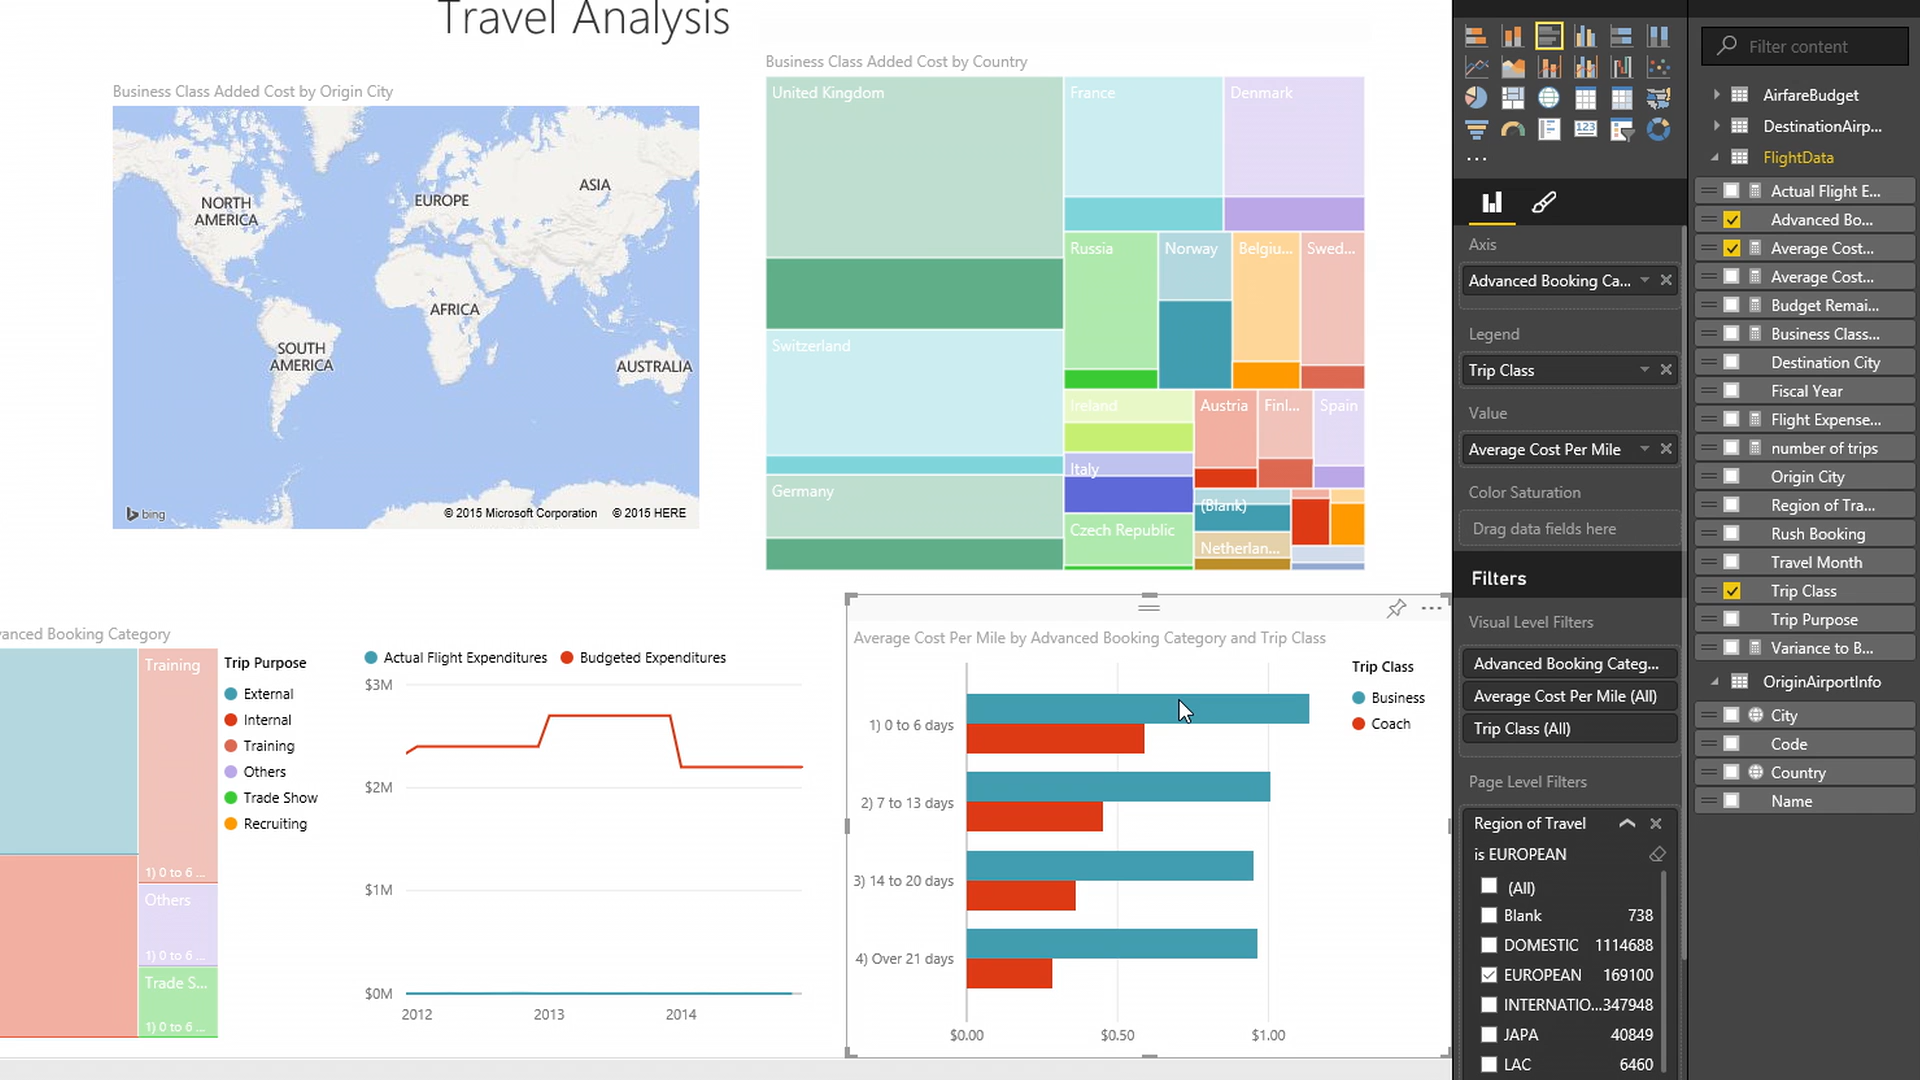 Travel Analysis
Business Class Added Cost by Origin City
NORTH
AMERICA
EUROPE
ASIA
AFRICA
SOUTH
AMERICA
AUSTRALIA
bing
© 2015 Microsoft Corporation © 2015 HERE
Business Class Added Cost by Country
United Kingdom
France
Denmark
Switzerland
Russia
Norway
Belgiu...
Swed...
Germany
Ireland
Austria
Finl...
Spain
Italy
(Blank)
Czech Republic
Netherlan...
vanced Booking Category
Training
1) 0 to 6 ...
Others
1) 0 to 6 ...
Trade S...
1) 0 to 6 ...
Trip Purpose
External
Internal
Training
Others
Trade Show
Recruiting
Actual Flight Expenditures Budgeted Expenditures
$3M
$2M
$1M
$0M
2012 2013 2014
Average Cost Per Mile by Advanced Booking Category and Trip Class
Trip Class
Business
Coach
1) 0 to 6 days
2) 7 to 13 days
3) 14 to 20 days
4) Over 21 days
$0.00 $0.50 $1.00
123
Axis
Advanced Booking Ca...
Legend
Trip Class
Value
Average Cost Per Mile
Color Saturation
Drag data fields here
Filters
Visual Level Filters
Advanced Booking Categ...
Average Cost Per Mile (All)
Trip Class (All)
Page Level Filters
Region of Travel
is EUROPEAN
(All)
Blank 738
DOMESTIC 1114688
EUROPEAN 169100
INTERNATIO... 347948
JAPA 40849
LAC 6460
Filter content
AirfareBudget
DestinationAirp...
FlightData
Actual Flight E...
Advanced Bo...
Average Cost...
Average Cost...
Budget Remai...
Business Class...
Destination City
Fiscal Year
Flight Expense...
number of trips
Origin City
Region of Tra...
Rush Booking
Travel Month
Trip Class
Trip Purpose
Variance to B...
OriginAirportInfo
City
Code
Country
Name